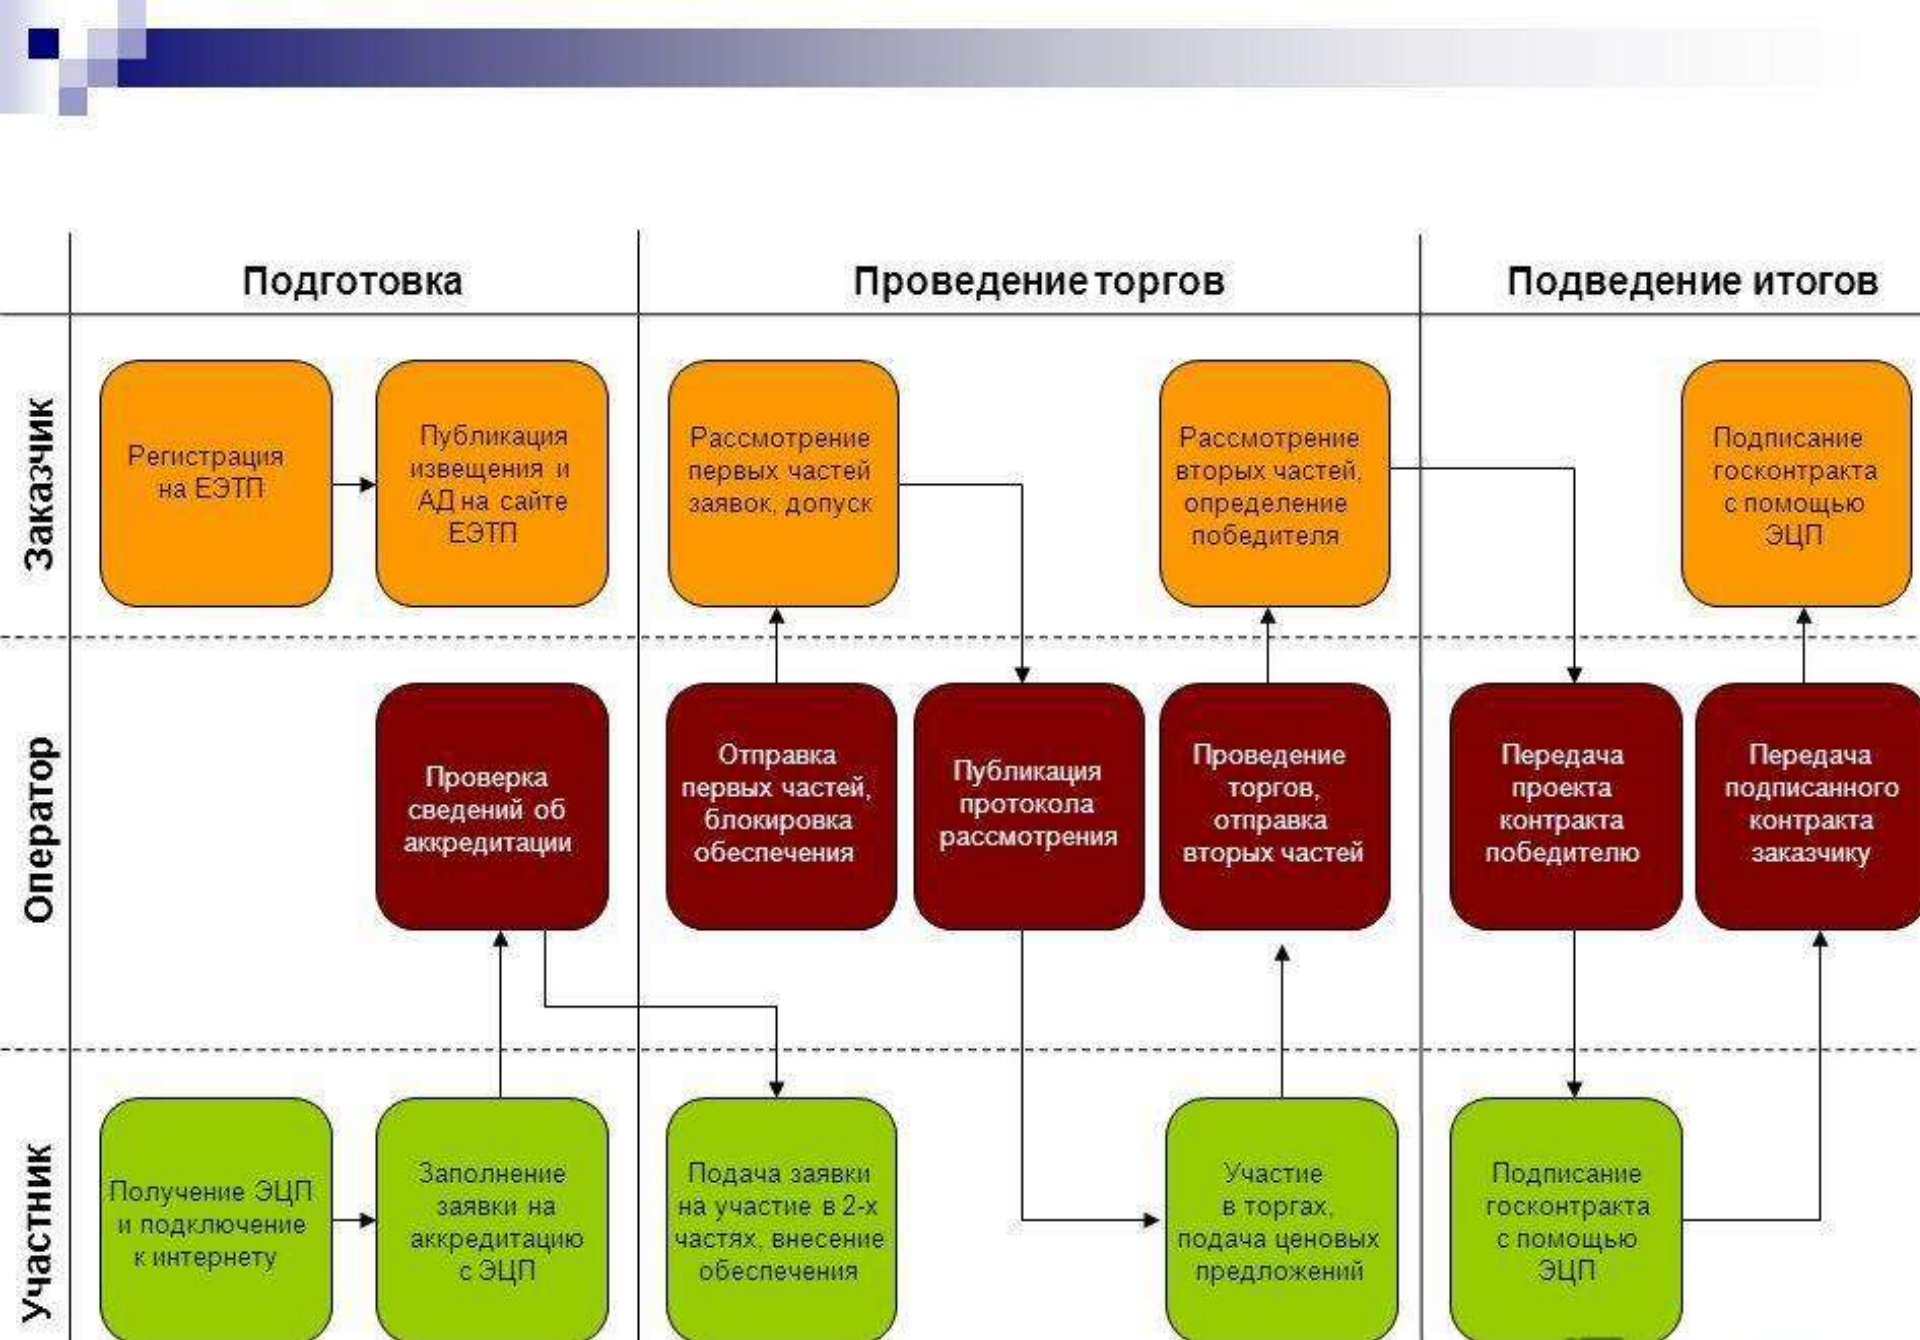 Подготовка
Проведение торгов
Подведение итогов
Заказчик
Регистрация
на ЕЭТП
Публикация
извещения и
АД на сайте
ЕЭТП
Рассмотрение
первых частей
заявок, допуск
Рассмотрение
вторых частей,
определение
победителя
Подписание
госконтракта
с помощью
ЭЦП
Оператор
Проверка
сведений об
аккредитации
Отправка
первых частей,
блокировка
обеспечения
Публикация
протокола
рассмотрения
Проведение
торгов,
отправка
вторых частей
Передача
проекта
контракта
победителю
Передача
подписанного
контракта
заказчику
Участник
Получение ЭЦП
и подключение
к интернету
Заполнение
заявки на
аккредитацию
с ЭЦП
Подача заявки
на участие в 2-х
частях, внесение
обеспечения
Участие
в торгах,
подача ценовых
предложений
Подписание
госконтракта
с помощью
ЭЦП